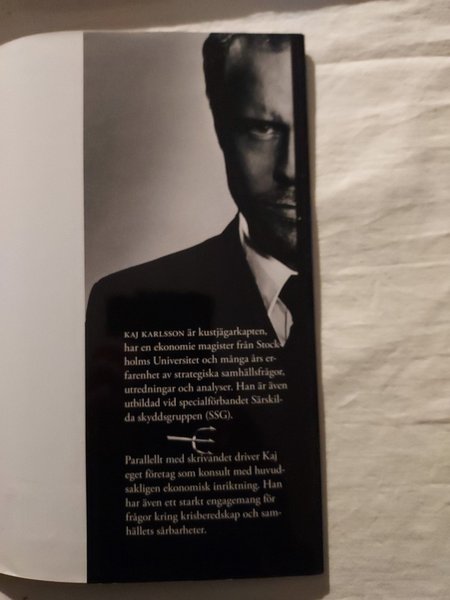 KAJ KARLSSON är kustjägarkapten,
har en ekonomie magister från Stock-
holms Universitet och många års er-
farenhet av strategiska samhällsfrågor,
utredningar och analyser. Han är även
utbildad vid specialförbandet Särskil-
da skyddsgruppen (SSG).
Parallellt med skrivandet driver Kaj
eget företag som konsult med huvud-
sakligen ekonomisk inriktning. Han
har även ett starkt engagemang för
frågor kring krisberedskap och sam-
hällets sårbarheter.